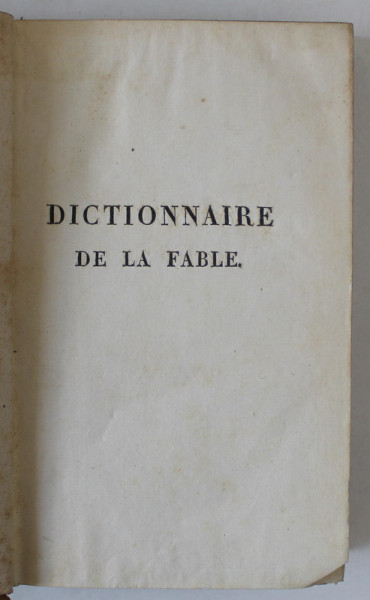 DICTIONNAIRE
DE LA FABLE.